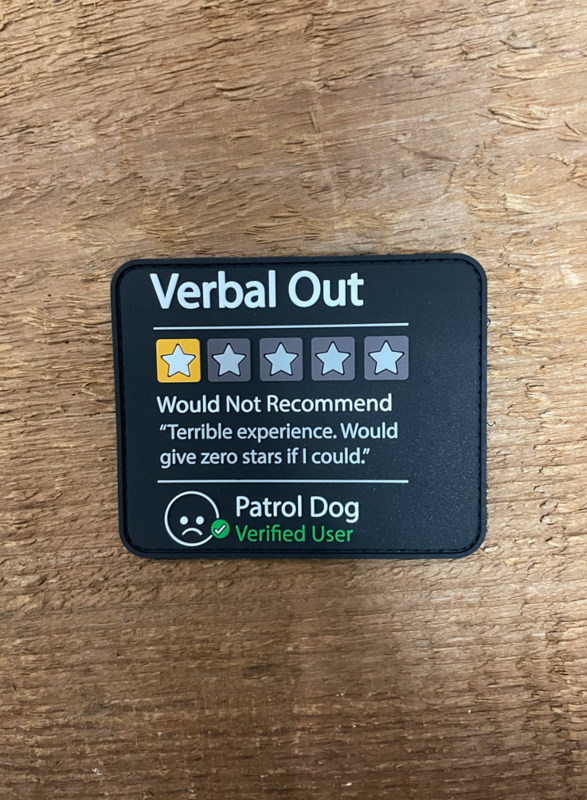 Verbal Out
Would Not Recommend
“Terrible experience. Would
give zero stars if I could.”
Patrol Dog
Verified User